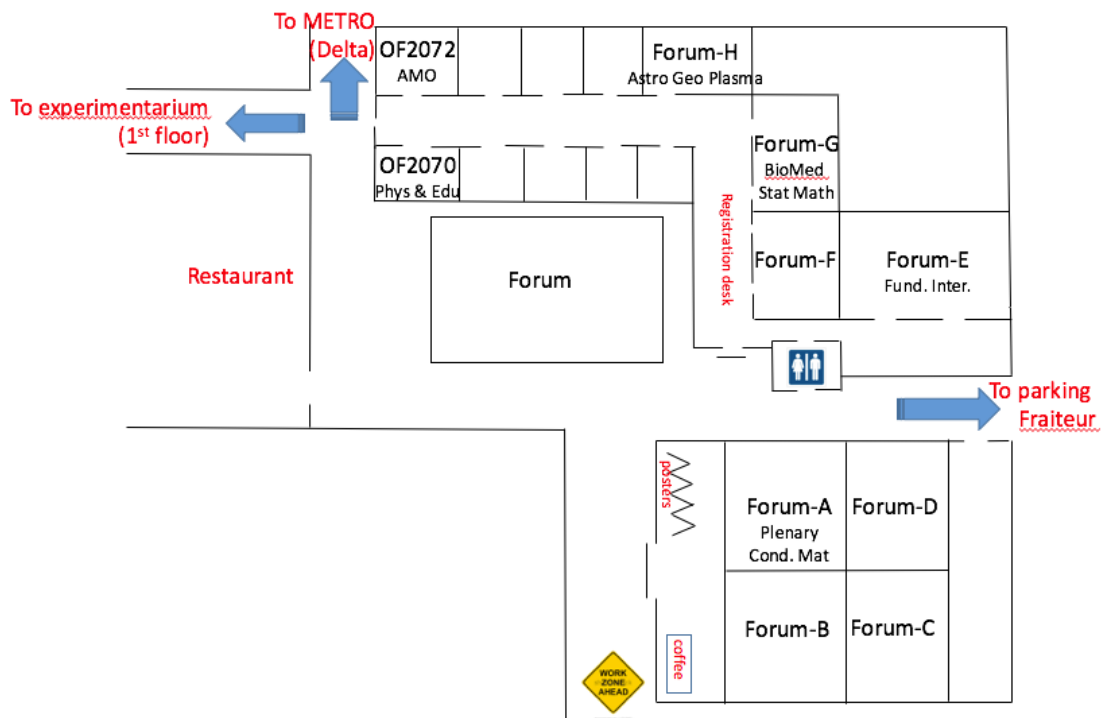 To METRO
(Delta)
To experimentarium
(1st floor)
OF2072
AMO
Forum-H
Astro Geo Plasma
OF2070
Phys & Edu
Forum-G
BioMed
Stat Math
Registration desk
Restaurant
Forum
Forum-F
Forum-E
Fund. Inter.
To parking
Fraiteur
posters
Forum-A
Plenary
Cond. Mat
Forum-D
Forum-B
Forum-C
coffee
WORK
ZONE
AHEAD